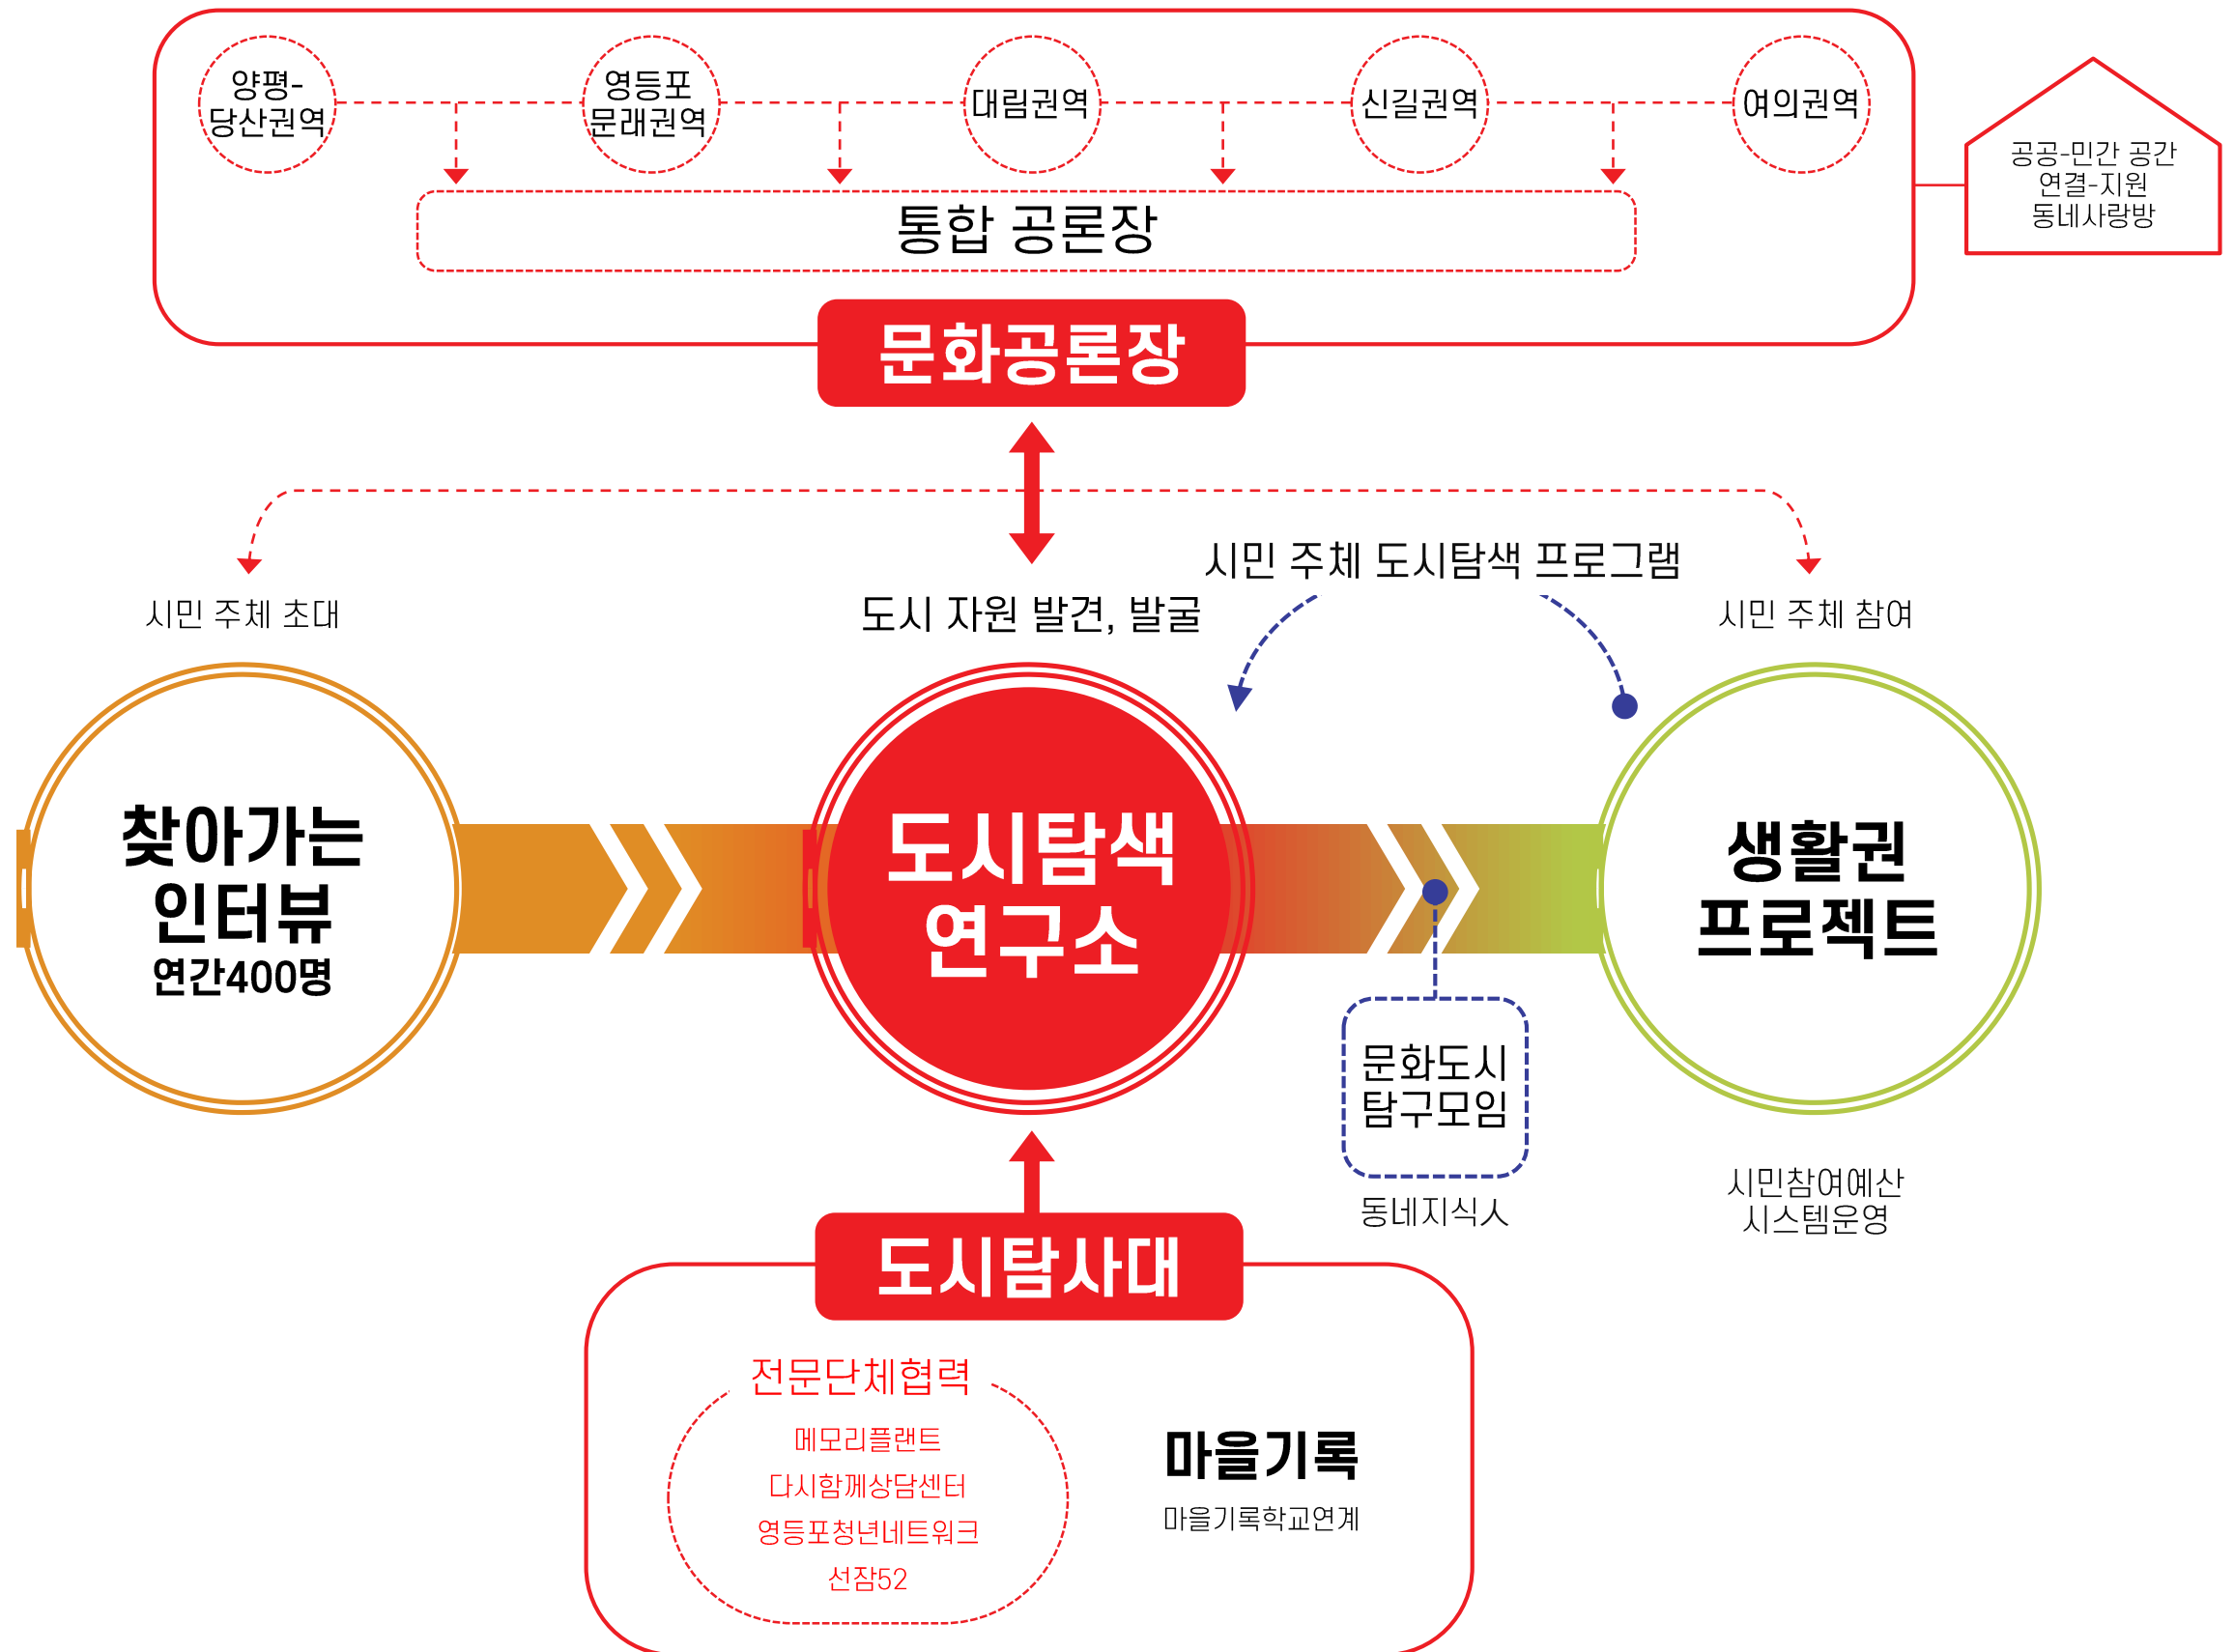 양평-
당산권역
영등포
문래권역
대림권역
신길권역
여의권역
통합 공론장
문화공론장
공공-민간 공간
연결-지원
동네사랑방
시민 주체 도시탐색 프로그램
시민 주체 초대
도시 자원 발견, 발굴
시민 주체 참여
찾아가는
인터뷰
연간400명
도시탐색
연구소
생활권
프로젝트
문화도시
탐구모임
동네지식人
시민참여예산
시스템운영
도시탐사대
전문단체협력
메모리플랜트
다시함께상담센터
영등포청년네트워크
선잠52
마을기록
마을기록학교연계